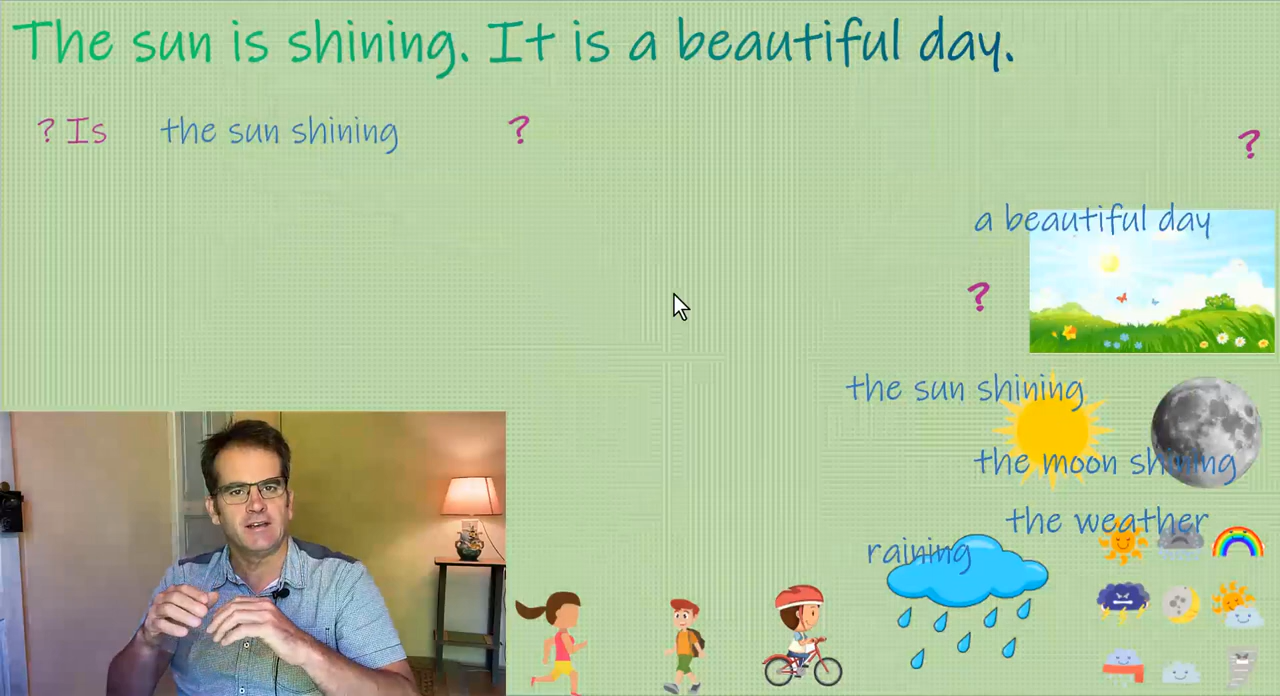 The sun is shining. It is a beautiful day.
? Is the sun shining ?
?
a beautiful day
?
the sun shining
the moon shining
the weather
raining